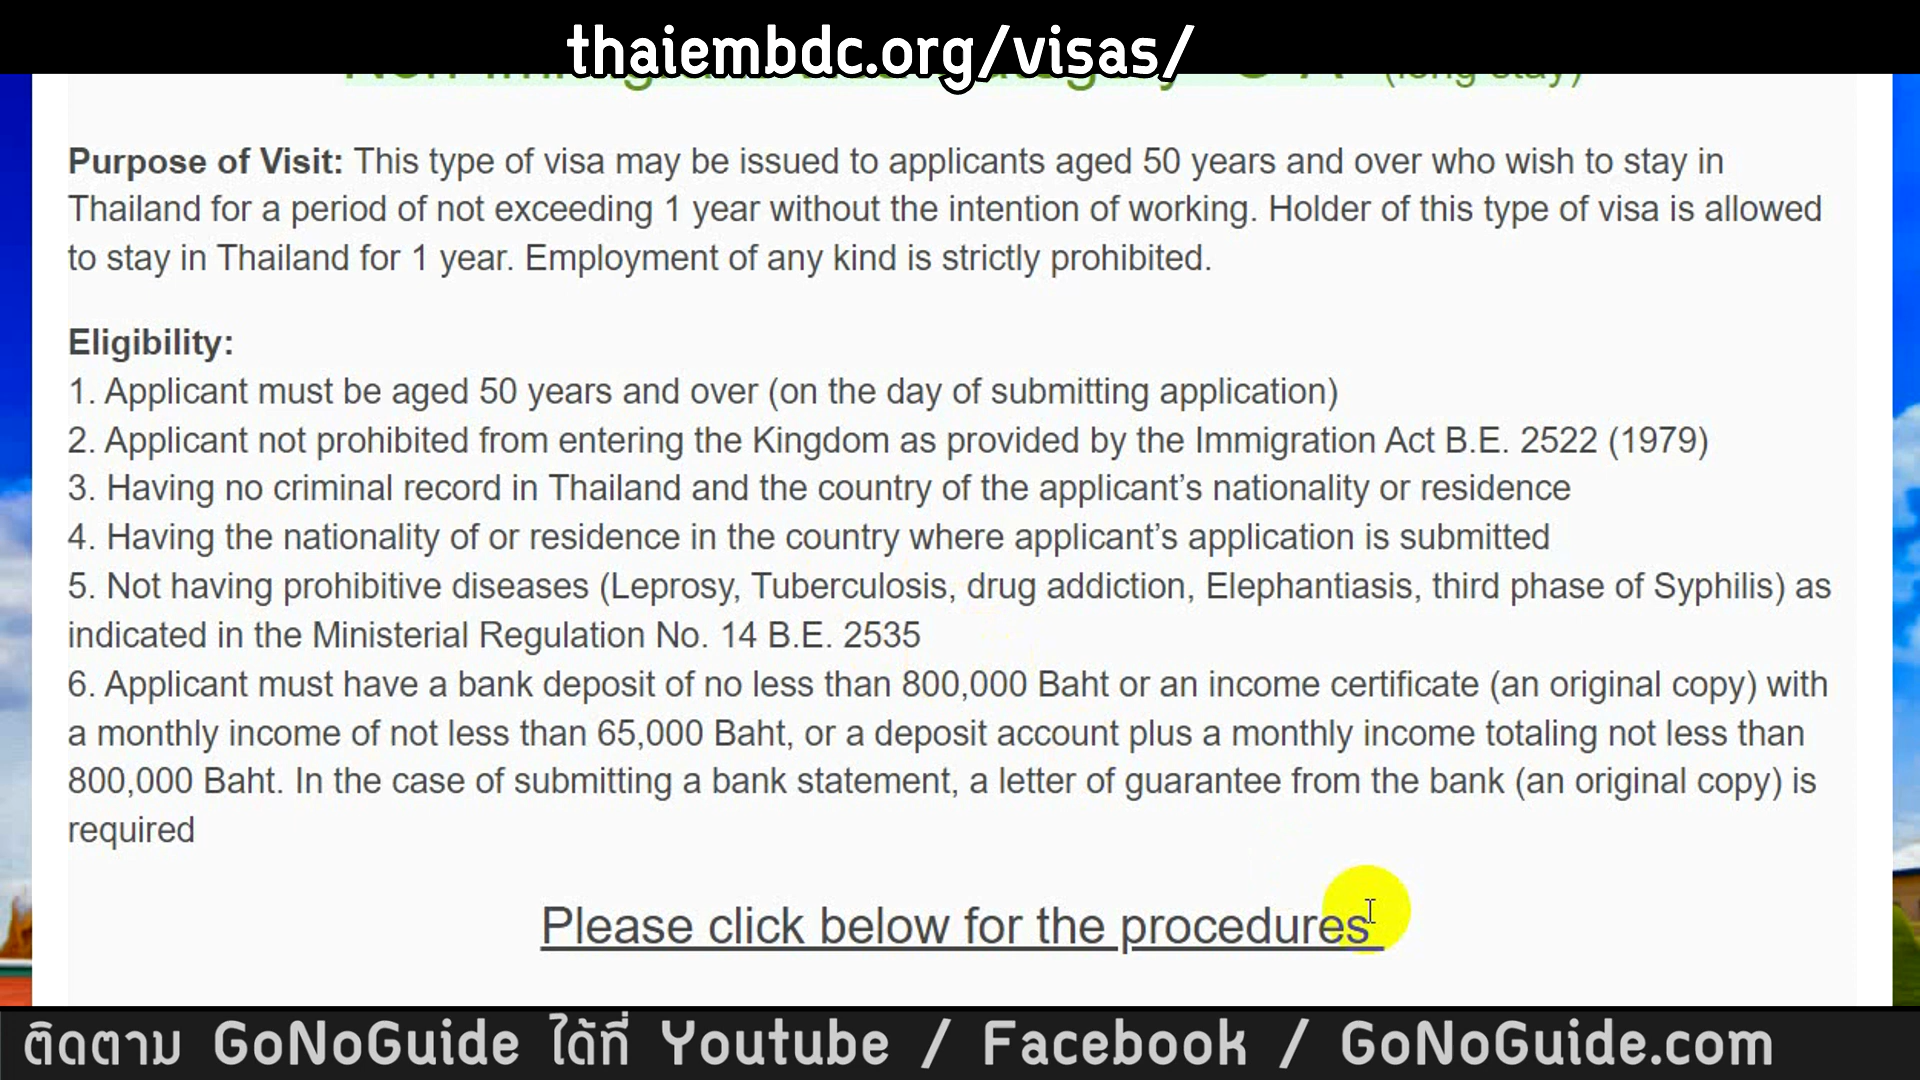 thaiembdc.org/visas/
(long stay)
Purpose of Visit: This type of visa may be issued to applicants aged 50 years and over who wish to stay in
Thailand for a period of not exceeding 1 year without the intention of working. Holder of this type of visa is allowed
to stay in Thailand for 1 year. Employment of any kind is strictly prohibited.
Eligibility:
1. Applicant must be aged 50 years and over (on the day of submitting application)
2. Applicant not prohibited from entering the Kingdom as provided by the Immigration Act B.E. 2522 (1979)
3. Having no criminal record in Thailand and the country of the applicant’s nationality or residence
4. Having the nationality of or residence in the country where applicant’s application is submitted
5. Not having prohibitive diseases (Leprosy, Tuberculosis, drug addiction, Elephantiasis, third phase of Syphilis) as
indicated in the Ministerial Regulation No. 14 B.E. 2535
6. Applicant must have a bank deposit of no less than 800,000 Baht or an income certificate (an original copy) with
a monthly income of not less than 65,000 Baht, or a deposit account plus a monthly income totaling not less than
800,000 Baht. In the case of submitting a bank statement, a letter of guarantee from the bank (an original copy) is
required
Please click below for the procedures
ติดตาม GoNoGuide ได้ที่ Youtube / Facebook / GoNoGuide.com